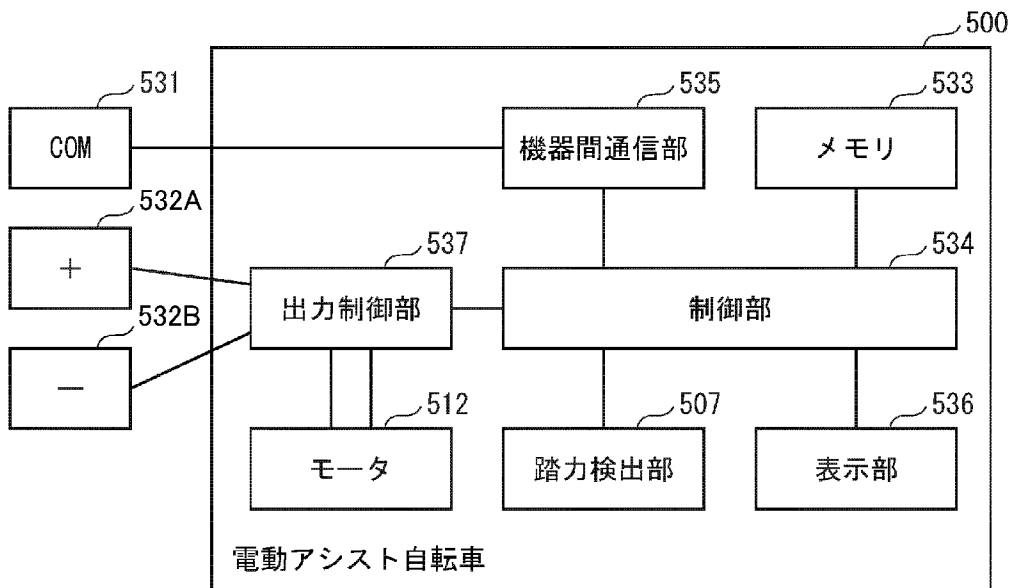 500
531
535
533
COM
機器間通信部
メモリ
532A
+
537
534
出力制御部
制御部
532B
−
512
507
536
モータ
踏力検出部
表示部
電動アシスト自転車